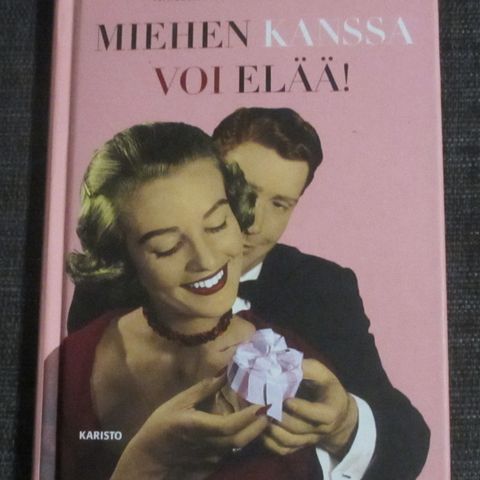 MIEHEN KANSSA
VOI ELÄÄ!
KARISTO